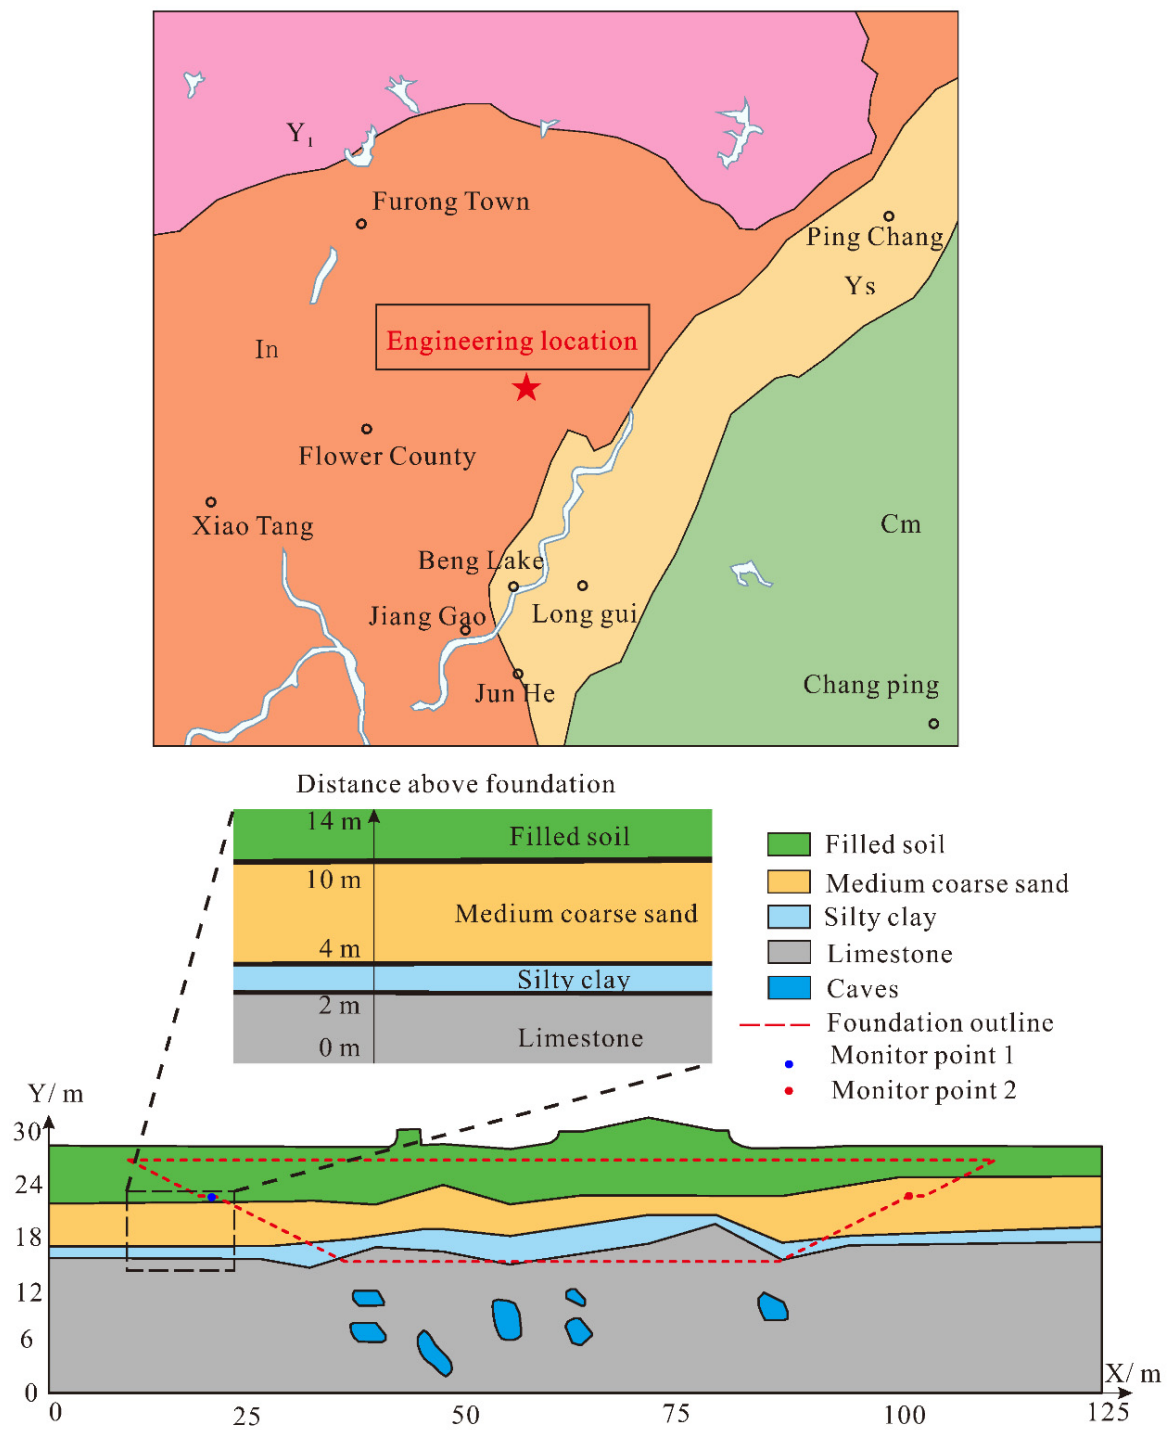 Y1
Furong Town
Ping Chang
Ys
Engineering location
In
Flower County
Xiao Tang
Cm
Beng Lake
Jiang Gao
Long gui
Jun He
Chang ping
Distance above foundation
14 m
Filled soil
10 m
Medium coarse sand
4 m
Silty clay
2 m
Limestone
0 m
Filled soil
Medium coarse sand
Silty clay
Limestone
Caves
Foundation outline
Monitor point 1
Monitor point 2
Y/ m
30
24
18
12
6
0
X/ m
0 25 50 75 100 125